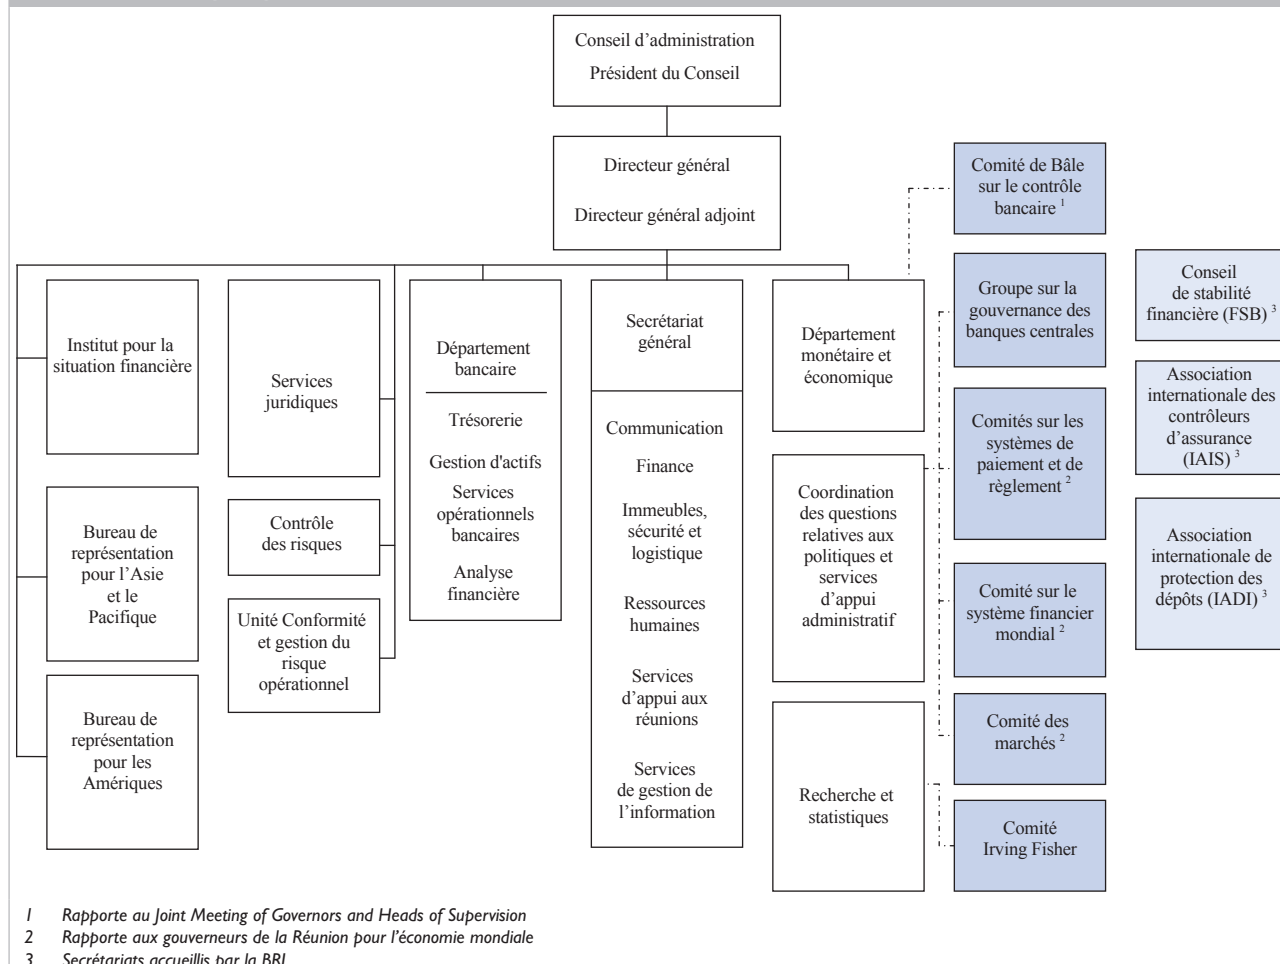 Conseil d'administration
Président du Conseil
Directeur général
Directeur général adjoint
Institut pour la
situation financière
Bureau de
représentation
pour l'Asie
et le
Pacifique
Bureau de
représentation
pour les
Amériques
Services
juridiques
Contrôle
des risques
Unité Conformité
et gestion du
risque
opérationnel
Département
bancaire
Trésorerie
Gestion d'actifs
Services
opérationnels
bancaires
Analyse
financière
Secrétariat
général
Communication
Finance
Immeubles,
sécurité et
logistique
Ressources
humaines
Services
d'appui aux
réunions
Services
de gestion de
l'information
Département
monétaire et
économique
Coordination
des questions
relatives aux
politiques et
services
d'appui
administratif
Recherche et
statistiques
Comité de Bâle
sur le contrôle
bancaire 1
Groupe sur la
gouvernance des
banques centrales
Comités sur les
systèmes de
paiement et de
règlement 2
Comité sur le
système financier
mondial 2
Comité des
marchés 2
Comité
Irving Fisher
Conseil
de stabilité
financière (FSB) 3
Association
internationale des
contrôleurs
d'assurance
(IAIS) 3
Association
internationale de
protection des
dépôts (IADI) 3
1 Rapporte au Joint Meeting of Governors and Heads of Supervision
2 Rapporte aux gouverneurs de la Réunion pour l'économie mondiale
3 Secrétariats accueillis par la BRI